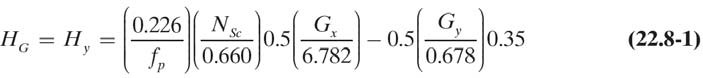 H_G = H_y = (0.226/f_p)(N_Sc/0.660)0.5(G_x/6.782) − 0.5(G_y/0.678)0.35 (22.8-1)